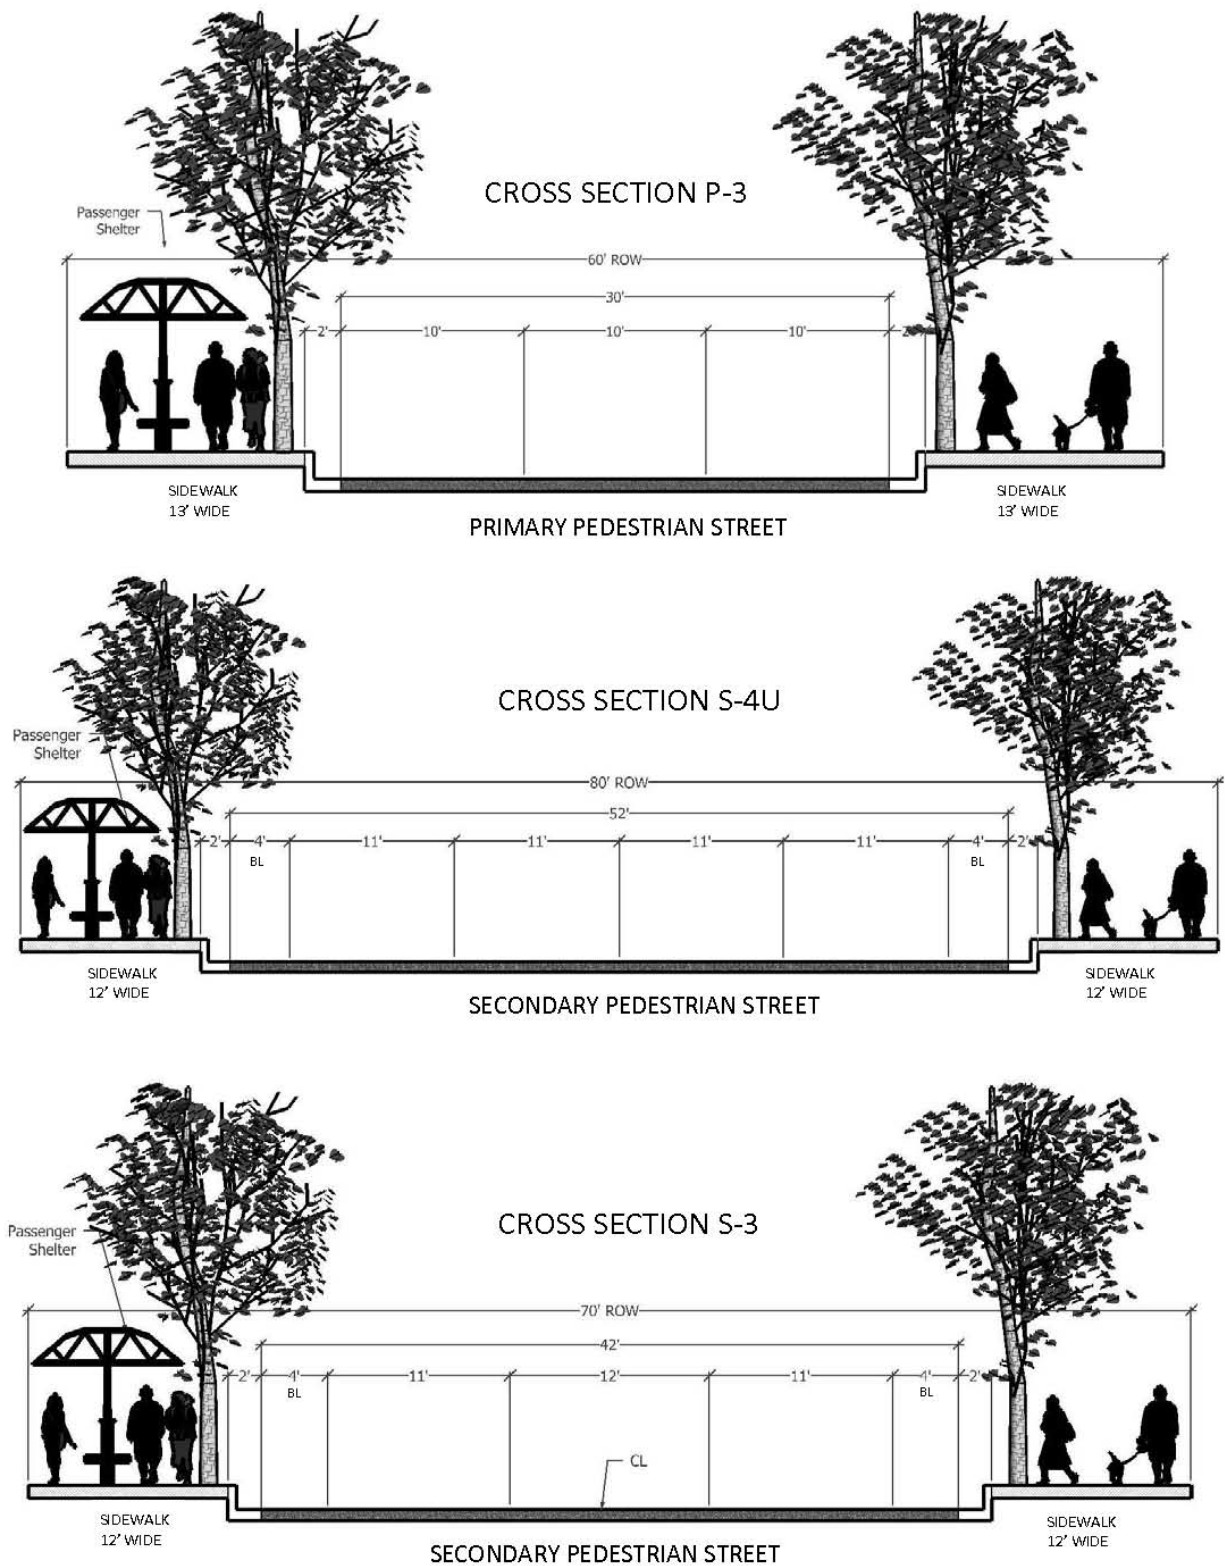 CROSS SECTION P-3
Passenger
Shelter
60' ROW
30'
2' 10' 10' 10' 2'
SIDEWALK
13' WIDE
SIDEWALK
13' WIDE
PRIMARY PEDESTRIAN STREET
CROSS SECTION S-4U
Passenger
Shelter
80' ROW
52'
2' 4' 11' 11' 11' 11' 4' 2'
BL BL
SIDEWALK
12' WIDE
SIDEWALK
12' WIDE
SECONDARY PEDESTRIAN STREET
CROSS SECTION S-3
Passenger
Shelter
70' ROW
42'
2' 4' 11' 12' 11' 4' 2'
BL BL
CL
SIDEWALK
12' WIDE
SIDEWALK
12' WIDE
SECONDARY PEDESTRIAN STREET